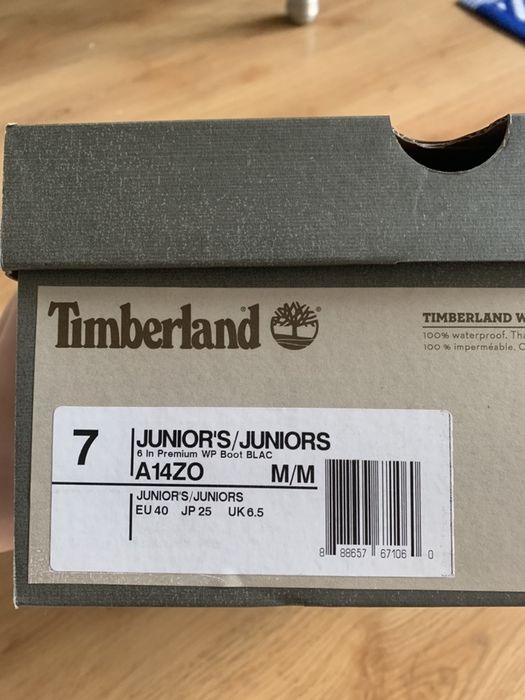 Timberland®
TIMBERLAND W
100% waterproof. Tha
100 % imperméable. C
7
JUNIOR'S/JUNIORS
6 In Premium WP Boot BLAC
A14ZO M/M
JUNIOR'S/JUNIORS
EU 40 JP 25 UK 6.5
8 88657 67106 0